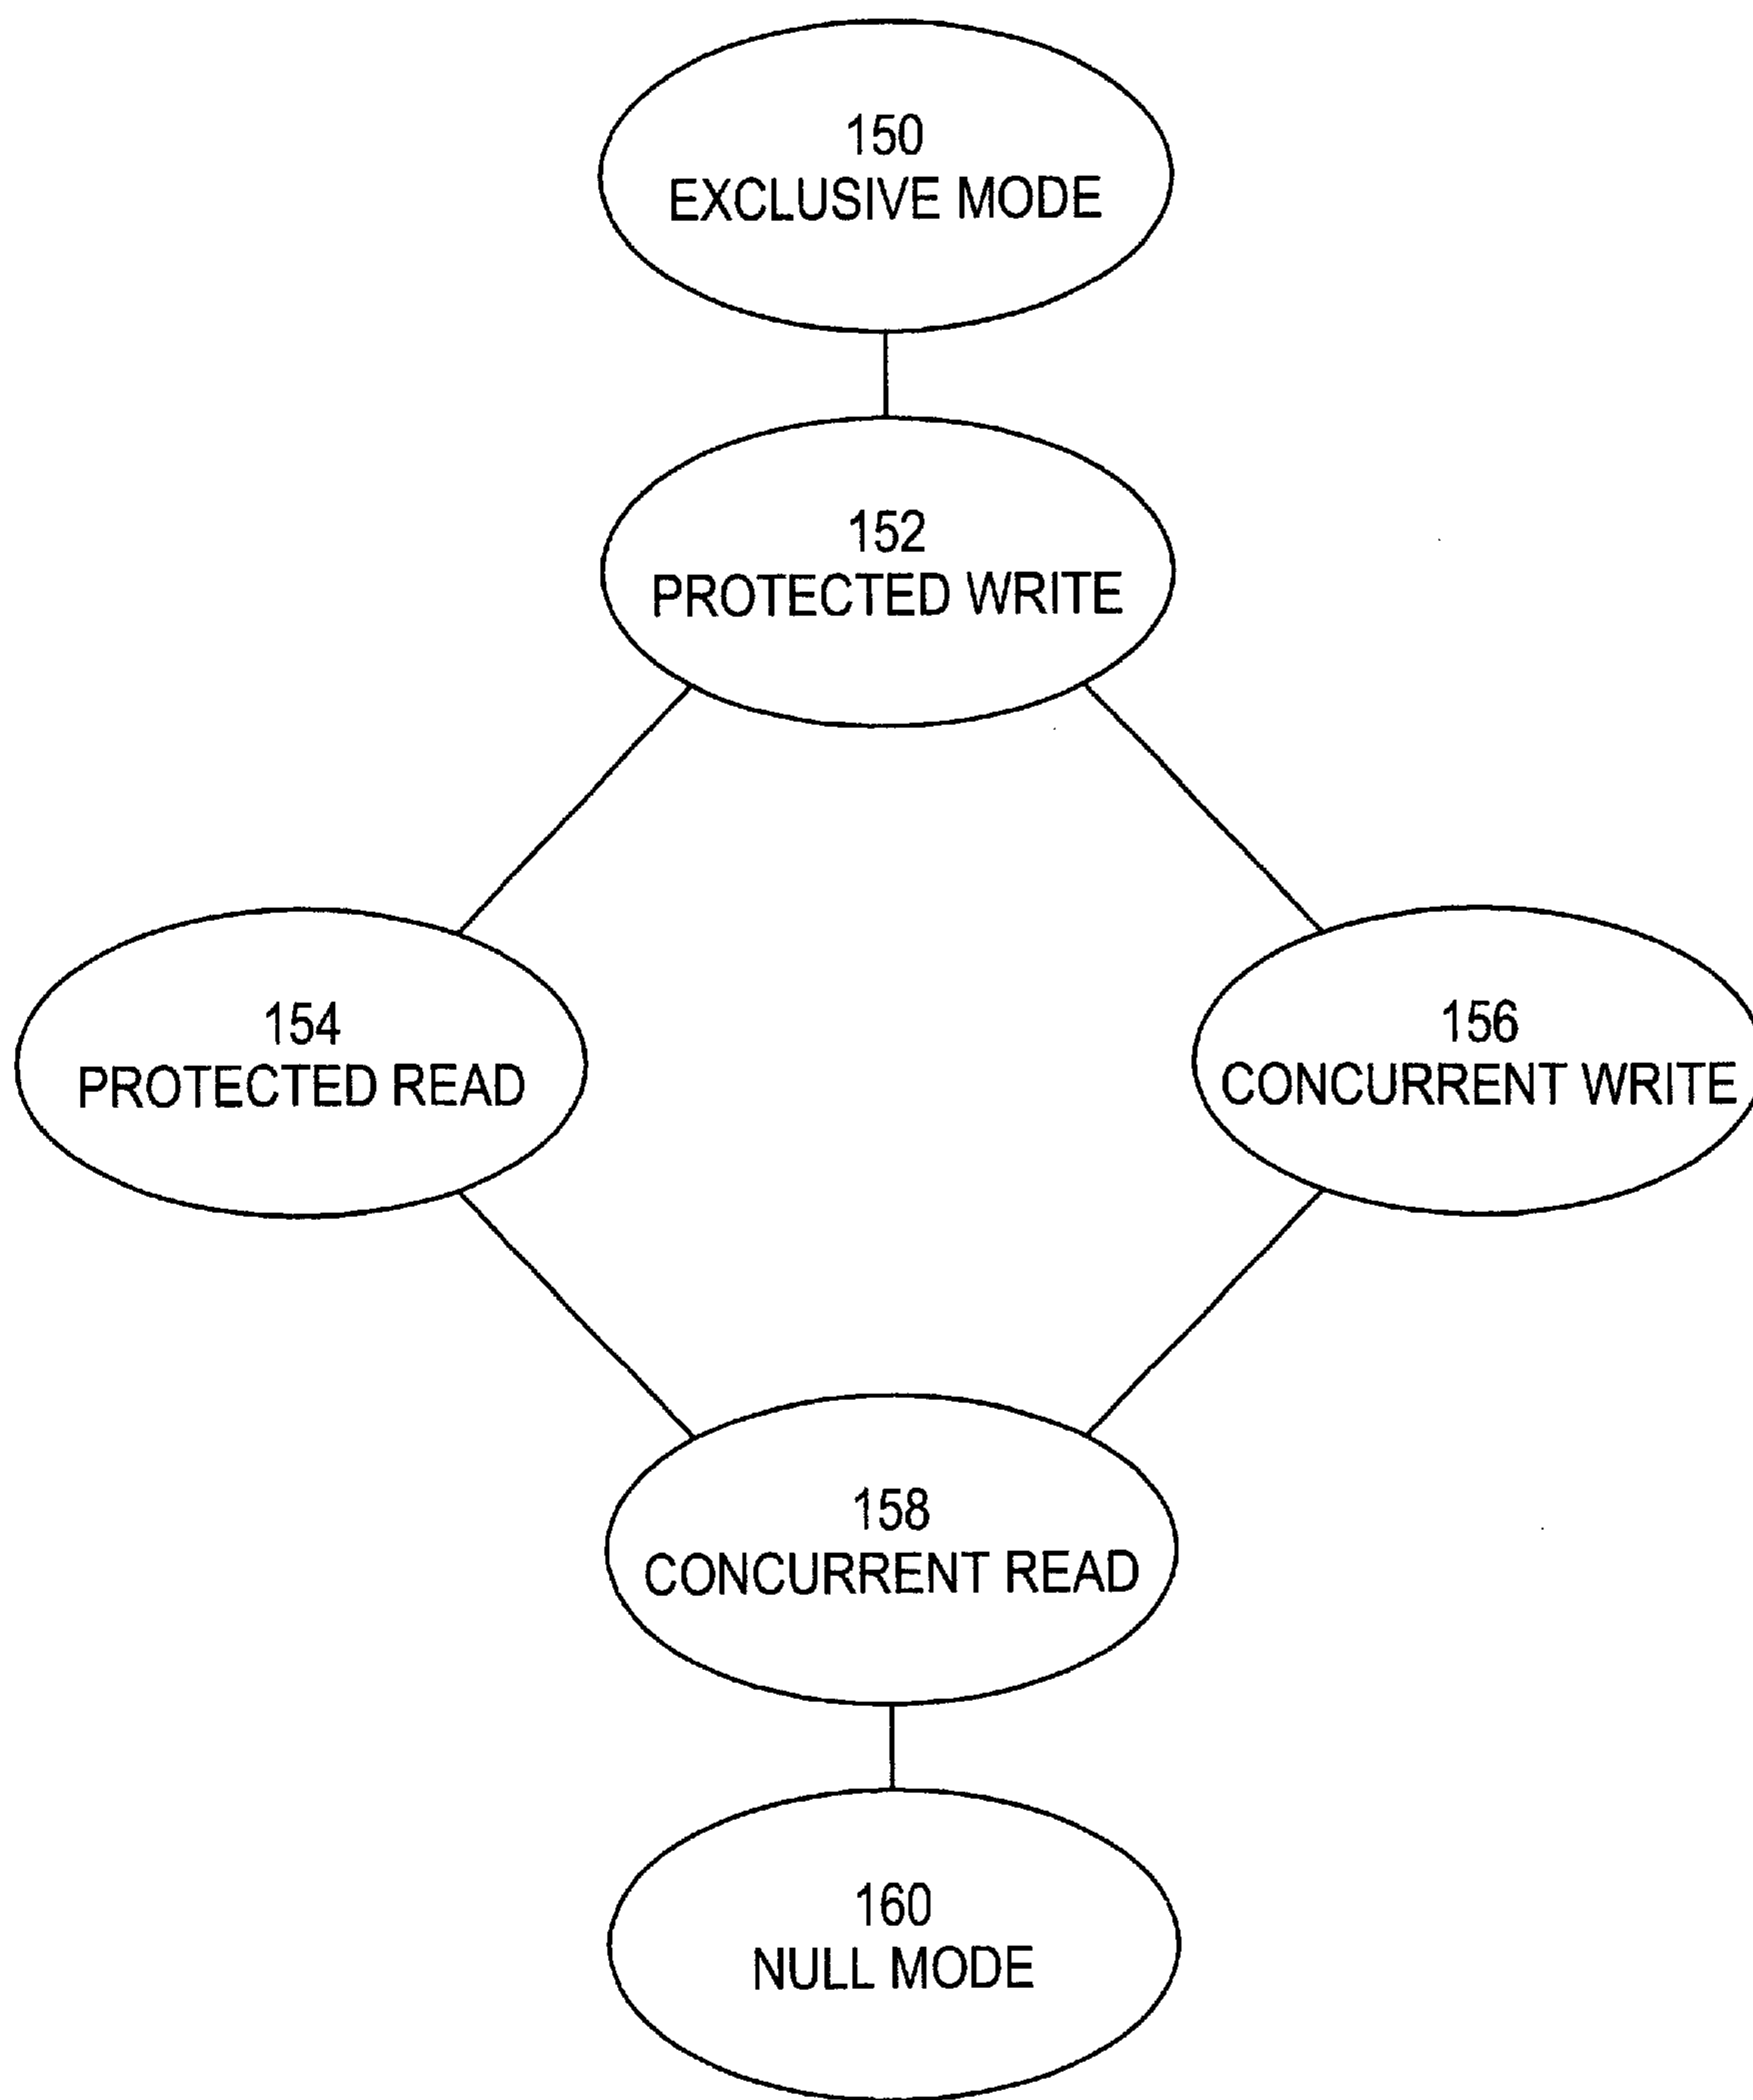 150
EXCLUSIVE MODE
152
PROTECTED WRITE
154
PROTECTED READ
156
CONCURRENT WRITE
158
CONCURRENT READ
160
NULL MODE